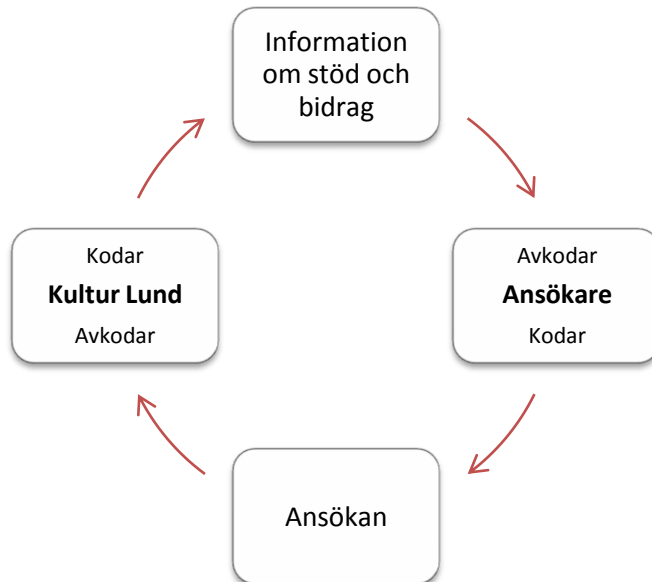 Information
om stöd och
bidrag
Kodar
Kultur Lund
Avkodar
Avkodar
Ansökare
Kodar
Ansökan